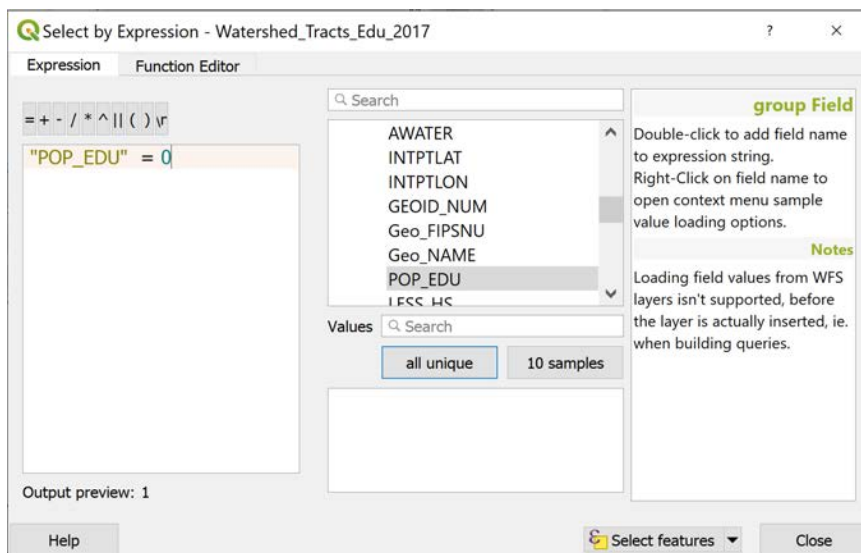 Select by Expression - Watershed_Tracts_Edu_2017
Expression
Function Editor
= + - / * ^ || ( ) \r
"POP_EDU" = 0
Output preview: 1
Search
AWATER
INTPTLAT
INTPTLON
GEOID_NUM
Geo_FIPSNU
Geo_NAME
POP_EDU
LESS_HS
Values
Search
all unique
10 samples
group Field
Double-click to add field name
to expression string.
Right-Click on field name to
open context menu sample
value loading options.
Notes
Loading field values from WFS
layers isn't supported, before
the layer is actually inserted, ie.
when building queries.
Help
Select features
Close